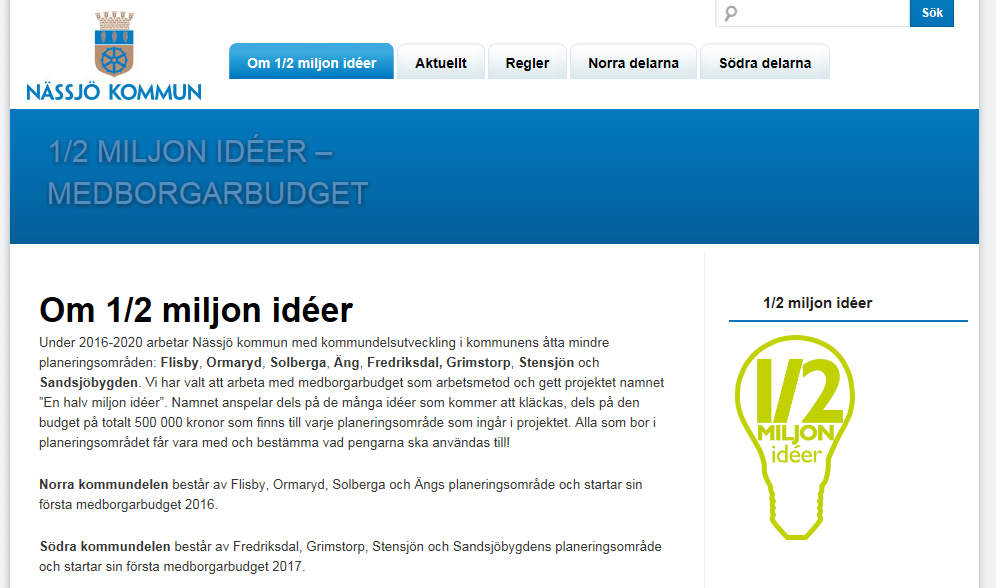 Sök
NÄSSJÖ KOMMUN
Om 1/2 miljon idéer
Aktuellt
Regler
Norra delarna
Södra delarna
1/2 MILJON IDÉER –
MEDBORGARBUDGET
Om 1/2 miljon idéer
Under 2016-2020 arbetar Nässjö kommun med kommundelsutveckling i kommunens åtta mindre
planeringsområden: Flisby, Ormaryd, Solberga, Äng, Fredriksdal, Grimstorp, Stensjön och
Sandsjöbygden. Vi har valt att arbeta med medborgarbudget som arbetsmetod och gett projektet namnet
”En halv miljon idéer”. Namnet anspelar dels på de många idéer som kommer att kläckas, dels på den
budget på totalt 500 000 kronor som finns till varje planeringsområde som ingår i projektet. Alla som bor i
planeringsområdet får vara med och bestämma vad pengarna ska användas till!
Norra kommundelen består av Flisby, Ormaryd, Solberga och Ängs planeringsområde och startar sin
första medborgarbudget 2016.
Södra kommundelen består av Fredriksdal, Grimstorp, Stensjön och Sandsjöbygdens planeringsområde
och startar sin första medborgarbudget 2017.
1/2 miljon idéer
1/2
MILJON
idéer